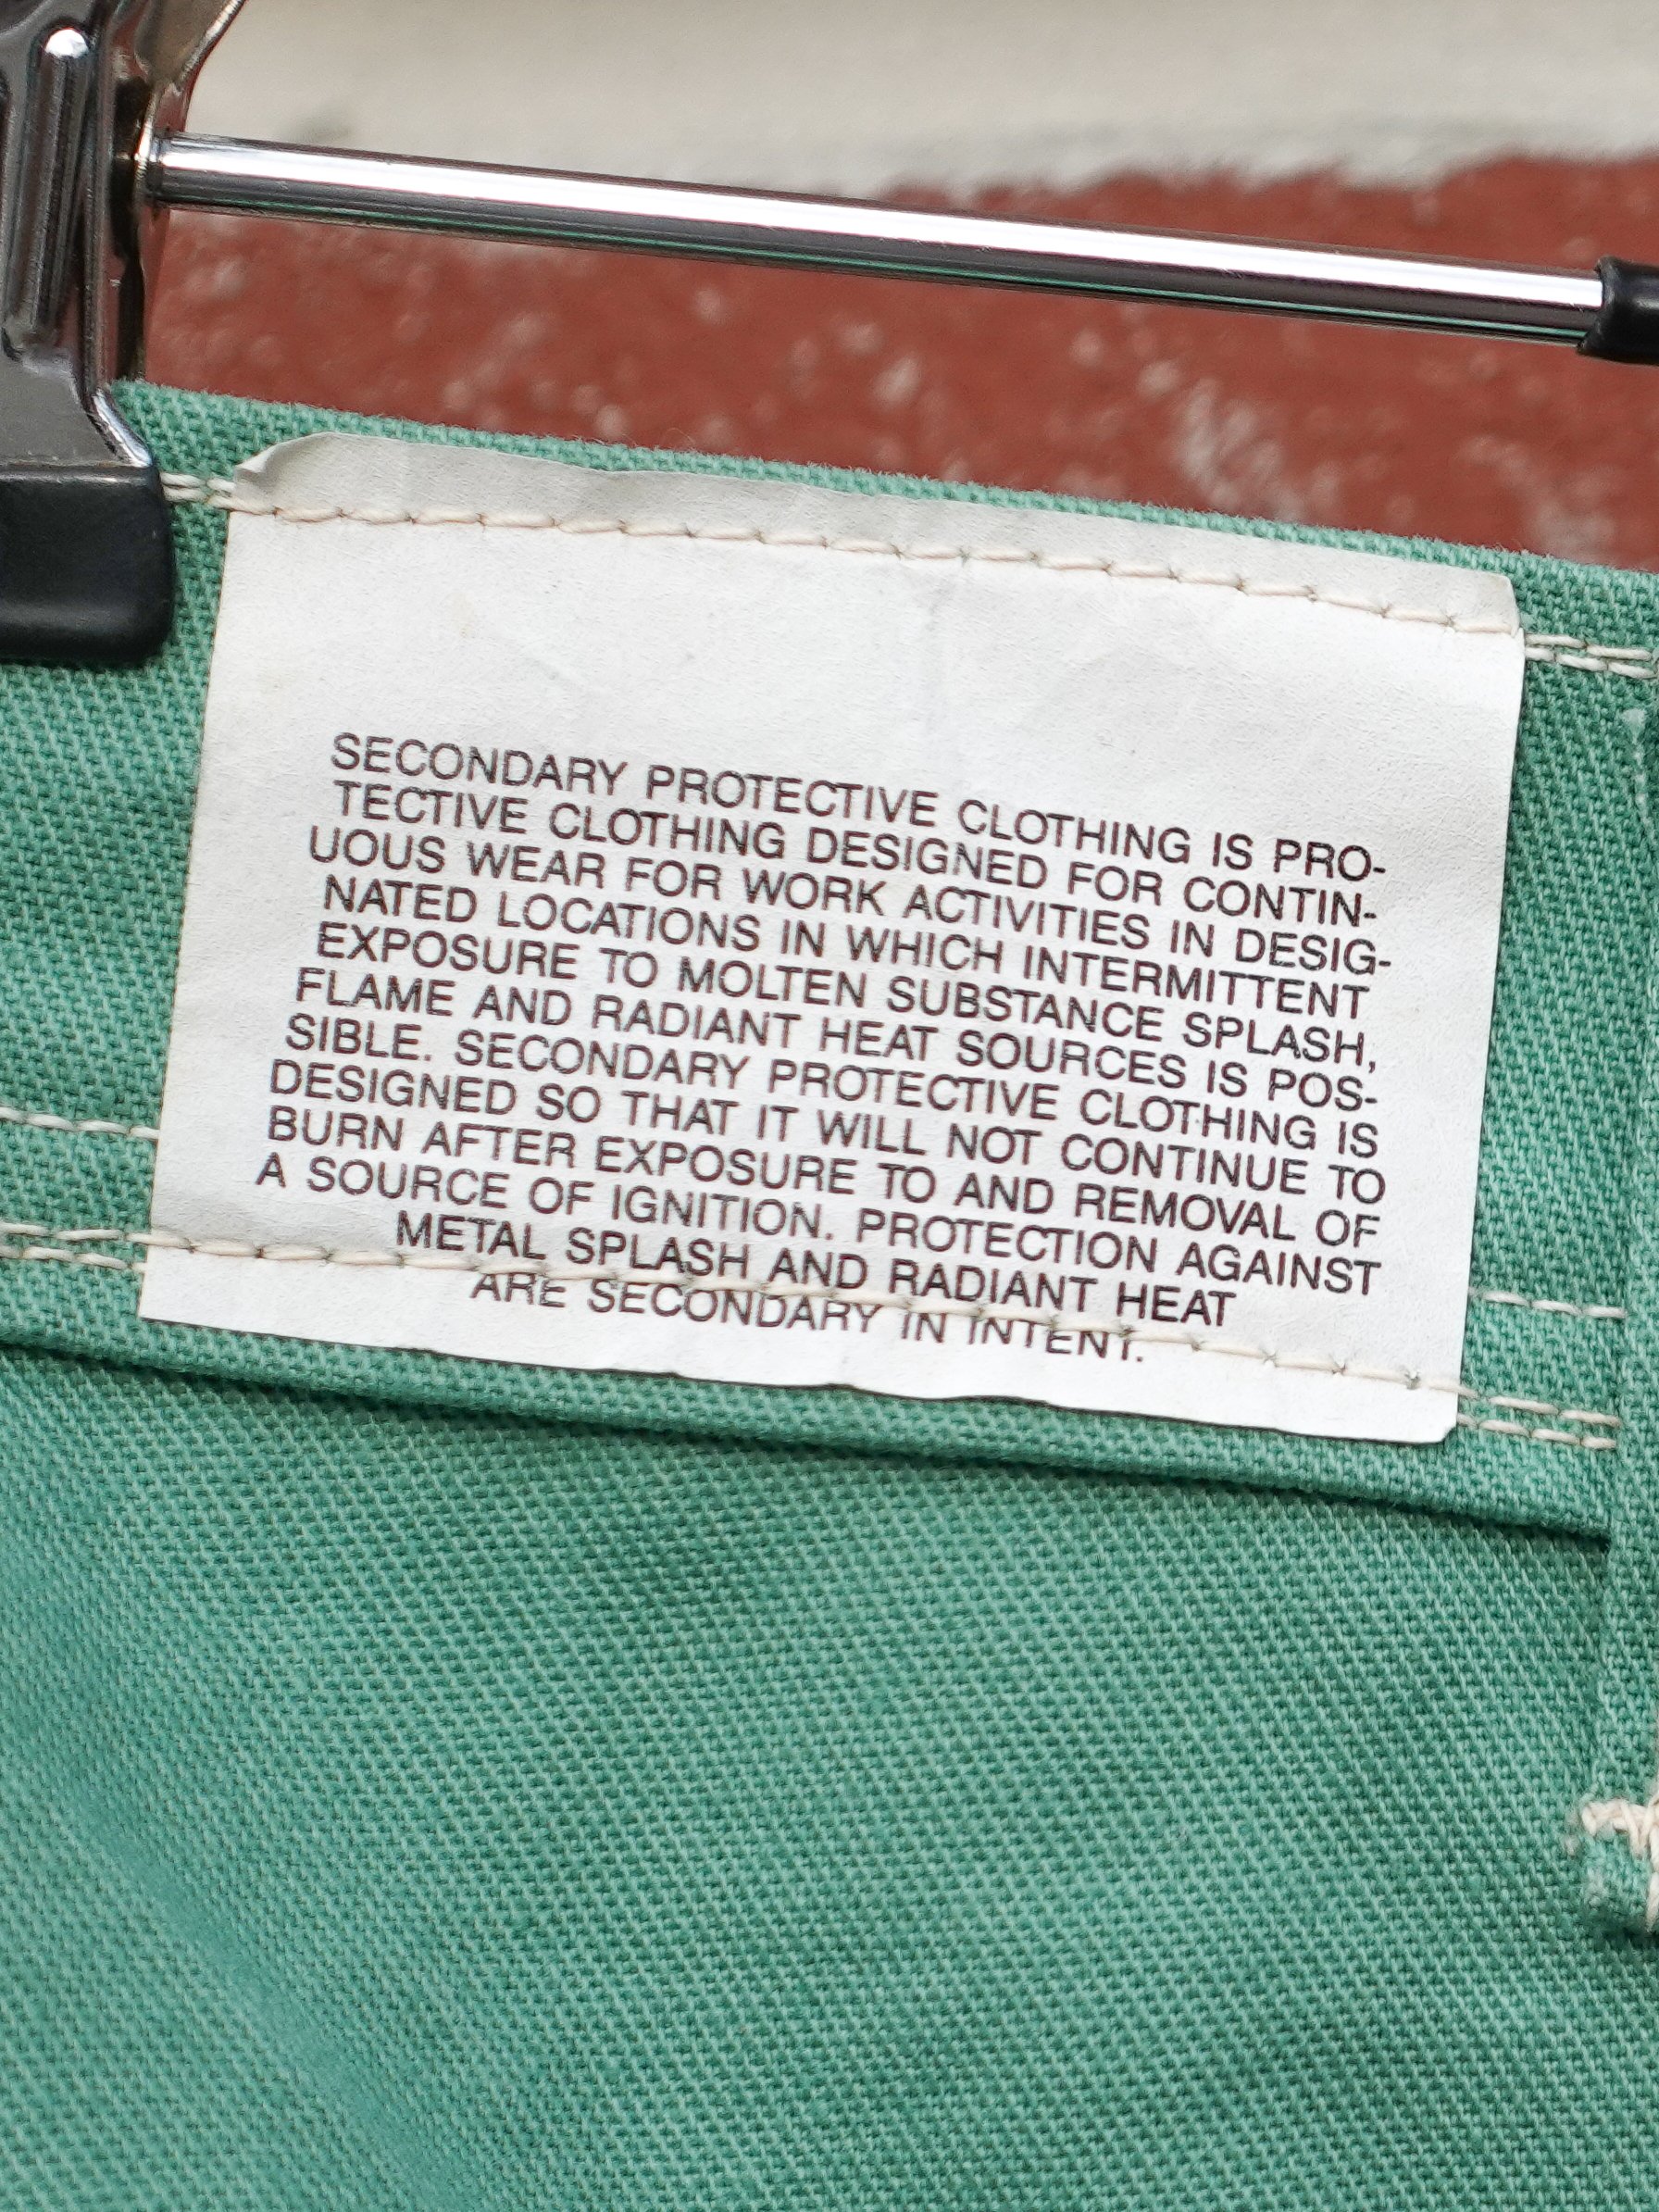 SECONDARY PROTECTIVE CLOTHING IS PRO-
TECTIVE CLOTHING DESIGNED FOR CONTIN-
UOUS WEAR FOR WORK ACTIVITIES IN DESIG-
NATED LOCATIONS IN WHICH INTERMITTENT
EXPOSURE TO MOLTEN SUBSTANCE SPLASH,
FLAME AND RADIANT HEAT SOURCES IS POS-
SIBLE. SECONDARY PROTECTIVE CLOTHING IS
DESIGNED SO THAT IT WILL NOT CONTINUE TO
BURN AFTER EXPOSURE TO AND REMOVAL OF
A SOURCE OF IGNITION. PROTECTION AGAINST
METAL SPLASH AND RADIANT HEAT
ARE SECONDARY IN INTENT.